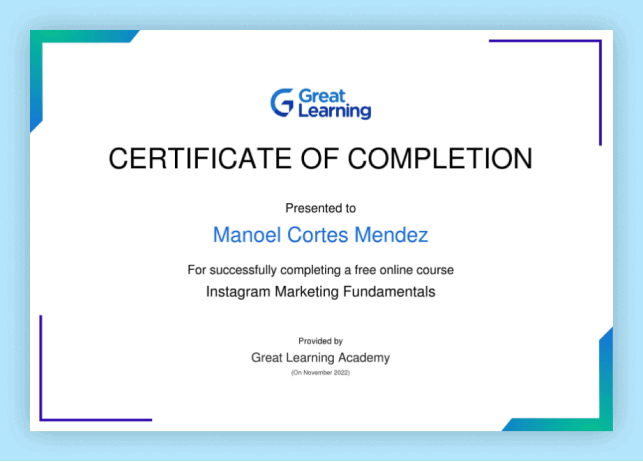 Great
Learning
CERTIFICATE OF COMPLETION
Presented to
Manoel Cortes Mendez
For successfully completing a free online course
Instagram Marketing Fundamentals
Provided by
Great Learning Academy
(On November 2022)